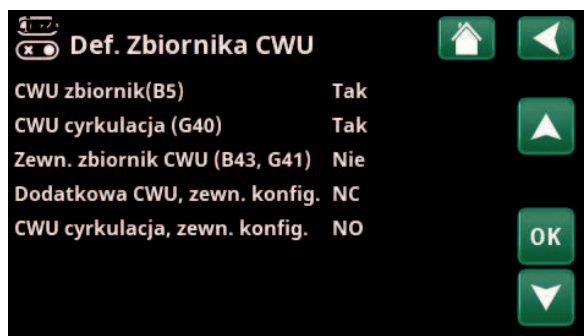 Def. Zbiornika CWU
CWU zbiornik(B5) Tak
CWU cyrkulacja (G40) Tak
Zewn. zbiornik CWU (B43, G41) Nie
Dodatkowa CWU, zewn. konfig. NC
CWU cyrkulacja, zewn. konfig. NO
OK